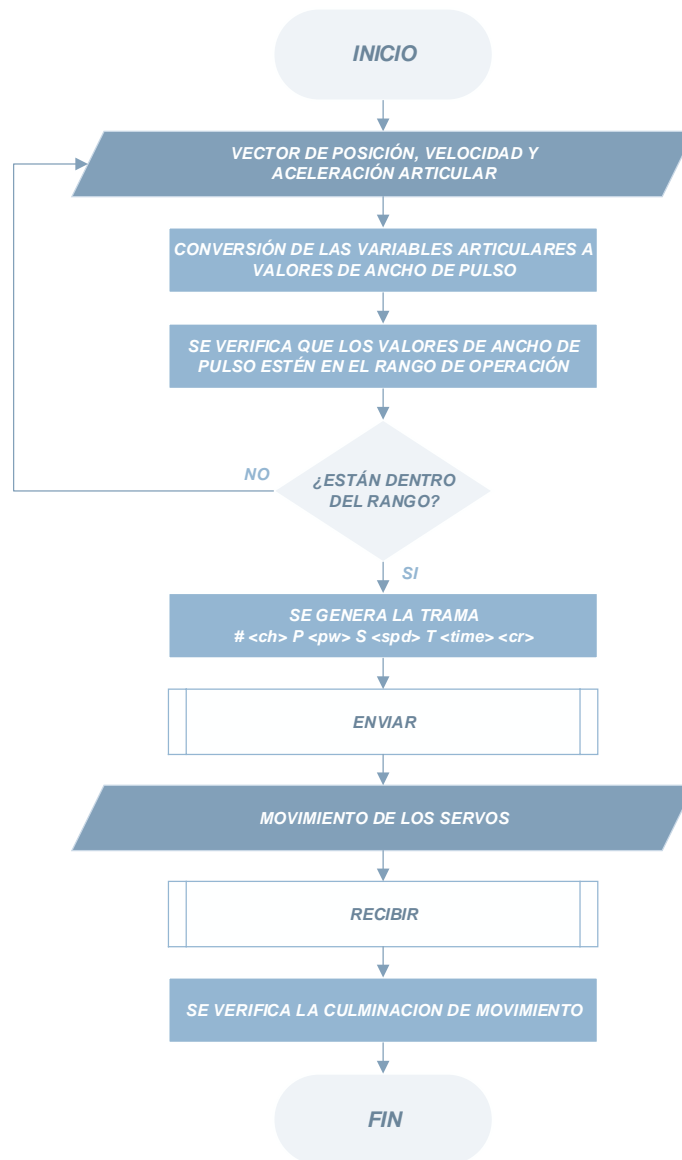 INICIO
VECTOR DE POSICIÓN, VELOCIDAD Y
ACELERACIÓN ARTICULAR
CONVERSIÓN DE LAS VARIABLES ARTICULARES A
VALORES DE ANCHO DE PULSO
SE VERIFICA QUE LOS VALORES DE ANCHO DE
PULSO ESTÉN EN EL RANGO DE OPERACIÓN
NO
¿ESTÁN DENTRO
DEL RANGO?
SI
SE GENERA LA TRAMA
# <ch> P <pw> S <spd> T <time> <cr>
ENVIAR
MOVIMIENTO DE LOS SERVOS
RECIBIR
SE VERIFICA LA CULMINACION DE MOVIMIENTO
FIN